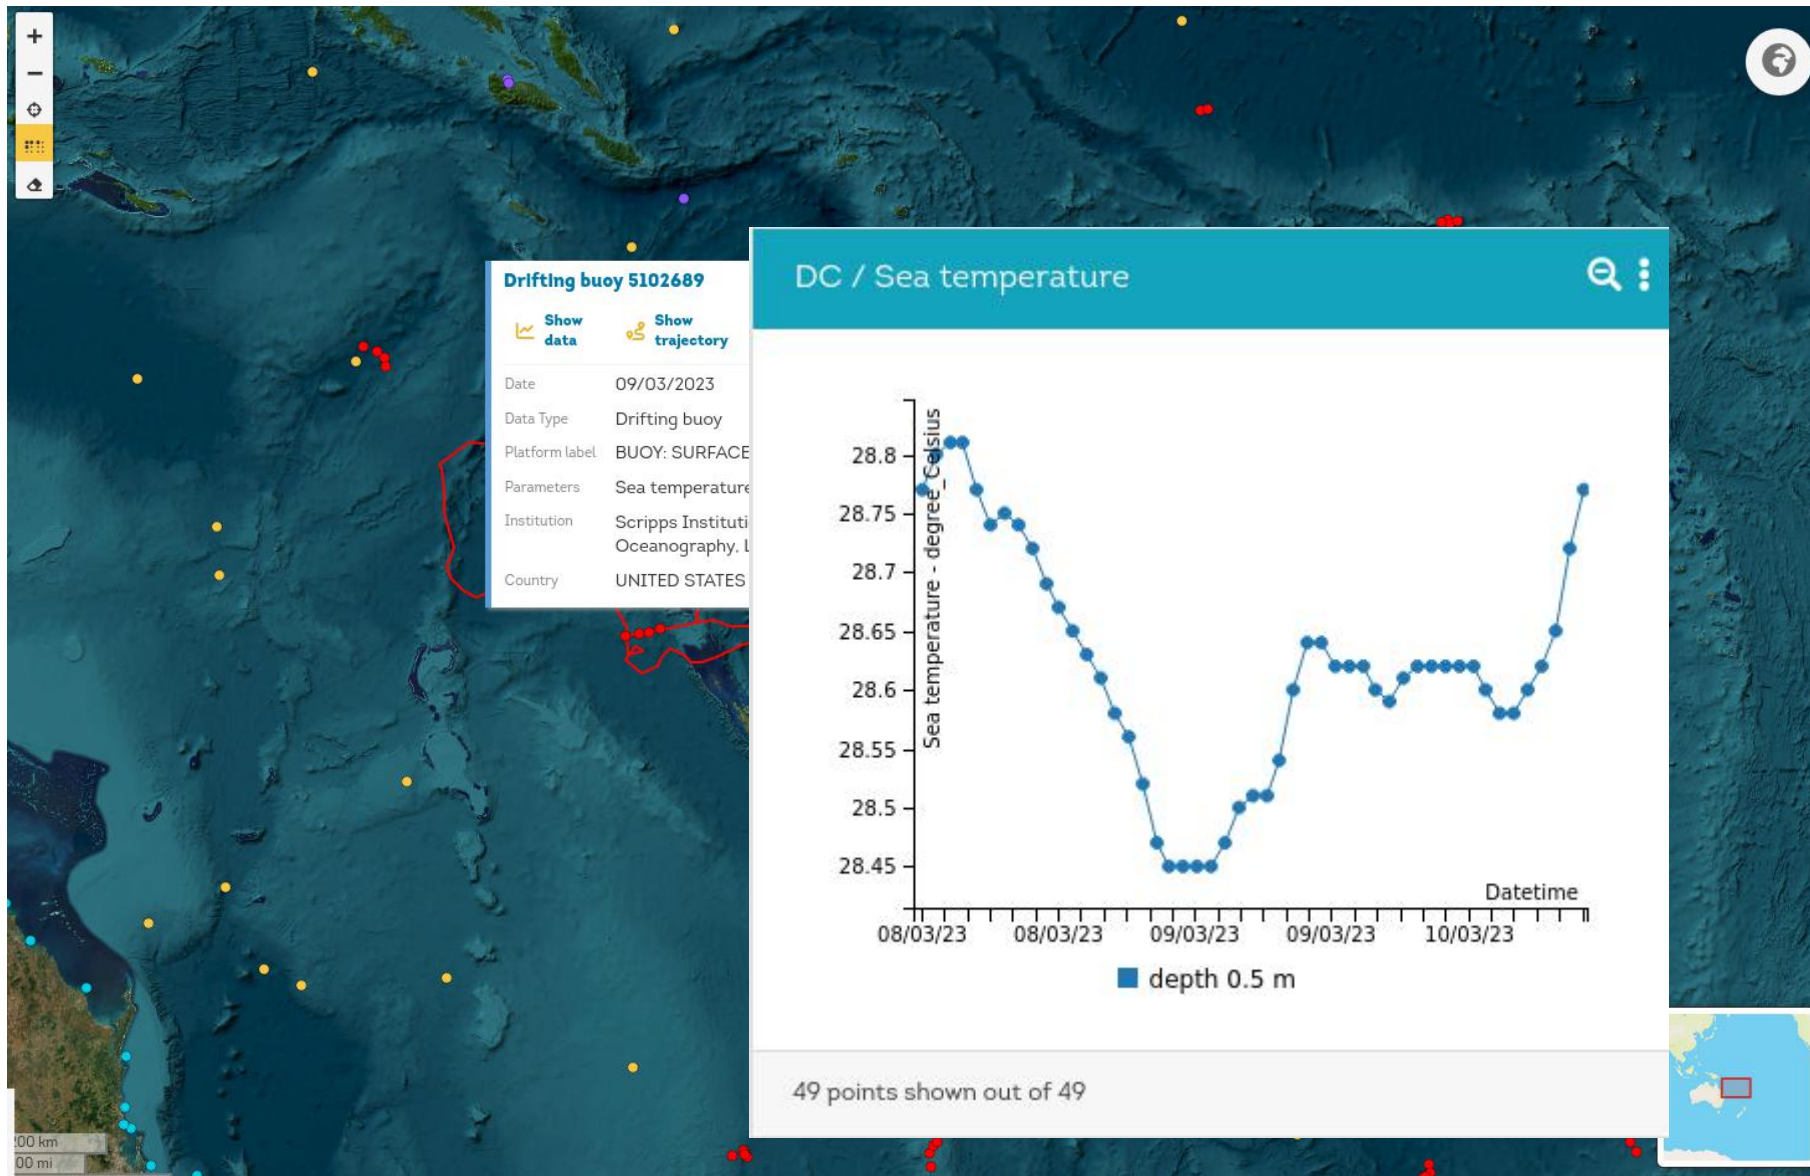 +
−
Drifting buoy 5102689
Show data
Show trajectory
Date 09/03/2023
Data Type Drifting buoy
Platform label BUOY: SURFACE
Parameters Sea temperature
Institution Scripps Instituti
Oceanography, L
Country UNITED STATES
DC / Sea temperature
Sea temperature - degree_Celsius
28.8
28.75
28.7
28.65
28.6
28.55
28.5
28.45
Datetime
08/03/23 08/03/23 09/03/23 09/03/23 10/03/23
depth 0.5 m
49 points shown out of 49
00 km
00 mi